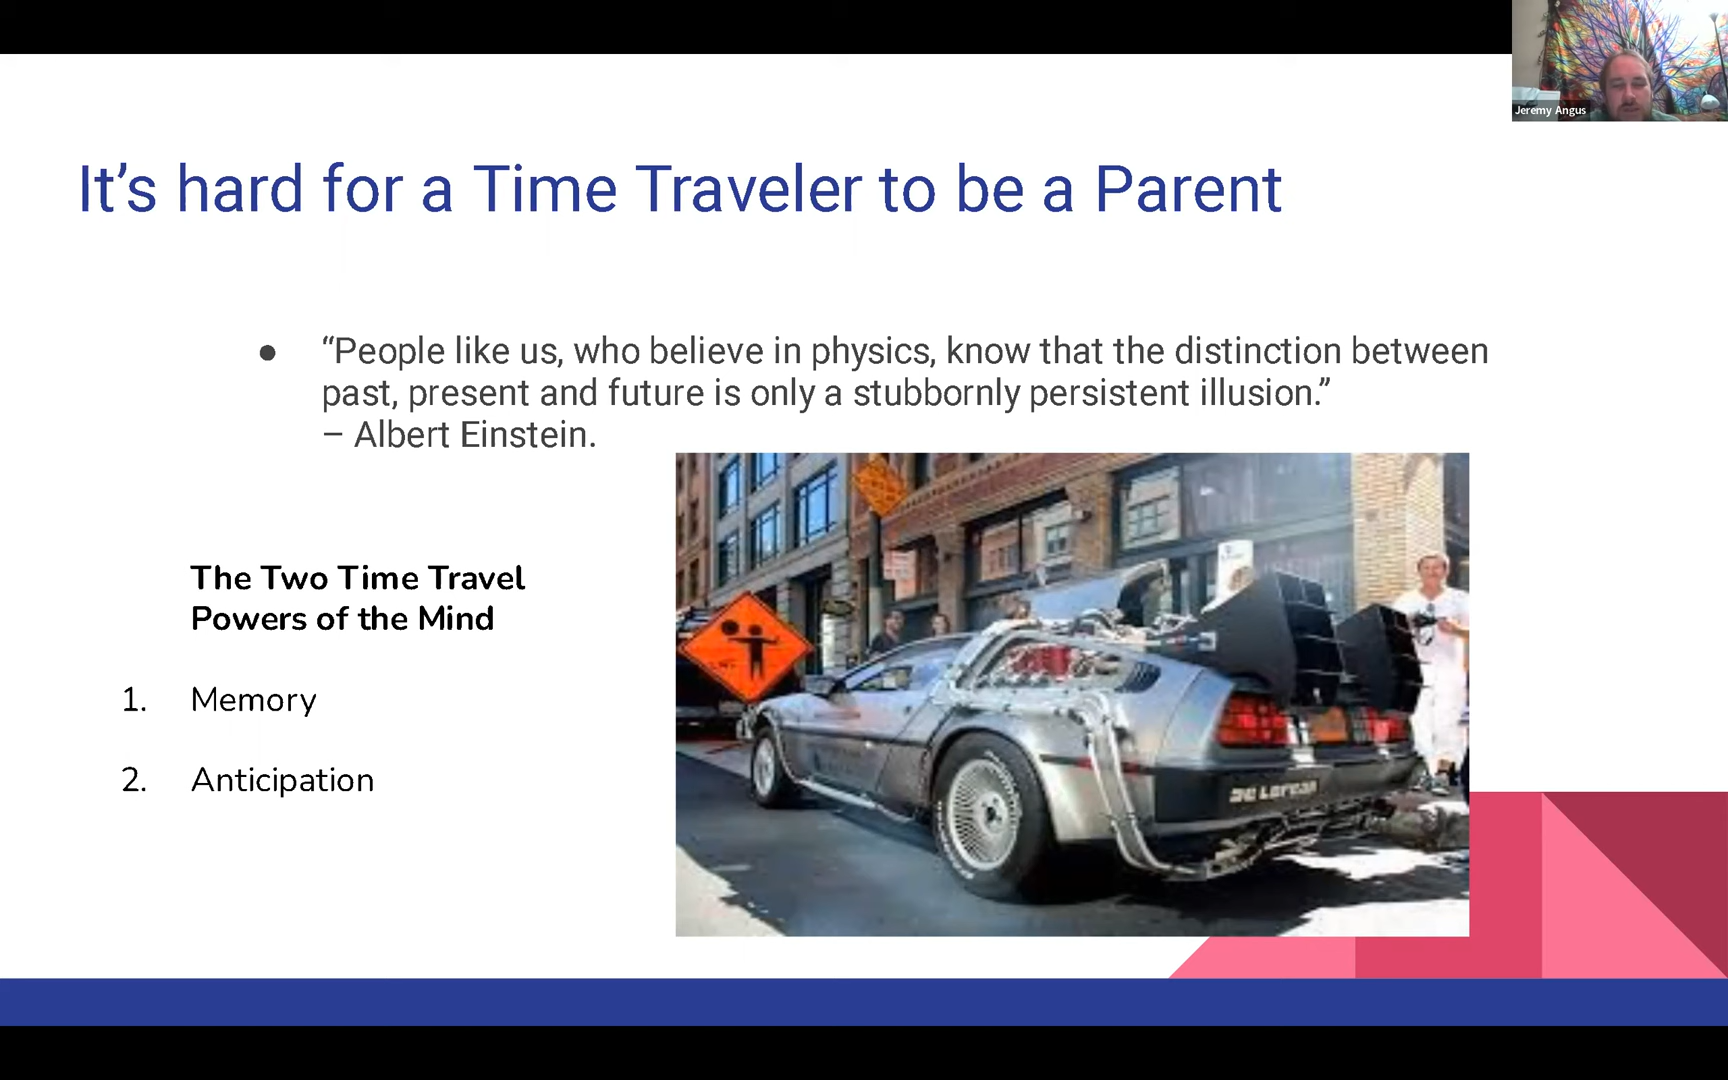 Jeremy Angus
It’s hard for a Time Traveler to be a Parent
● “People like us, who believe in physics, know that the distinction between
past, present and future is only a stubbornly persistent illusion.”
– Albert Einstein.
The Two Time Travel
Powers of the Mind
1. Memory
2. Anticipation
De Lorean